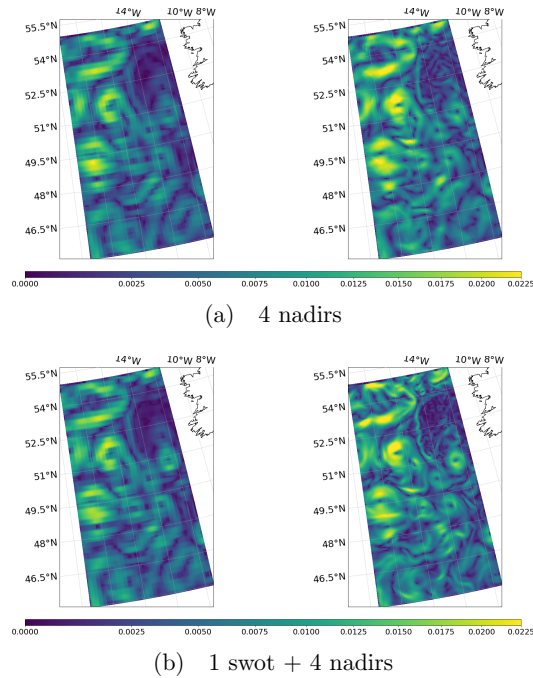 14°W 10°W 8°W 14°W 10°W 8°W
55.5°N 55.5°N
54°N 54°N
52.5°N 52.5°N
51°N 51°N
49.5°N 49.5°N
48°N 48°N
46.5°N 46.5°N
0.0000 0.0025 0.0050 0.0075 0.0100 0.0125 0.0150 0.0175 0.0200 0.0225
(a) 4 nadirs
14°W 10°W 8°W 14°W 10°W 8°W
55.5°N 55.5°N
54°N 54°N
52.5°N 52.5°N
51°N 51°N
49.5°N 49.5°N
48°N 48°N
46.5°N 46.5°N
0.0000 0.0025 0.0050 0.0075 0.0100 0.0125 0.0150 0.0175 0.0200 0.0225
(b) 1 swot + 4 nadirs